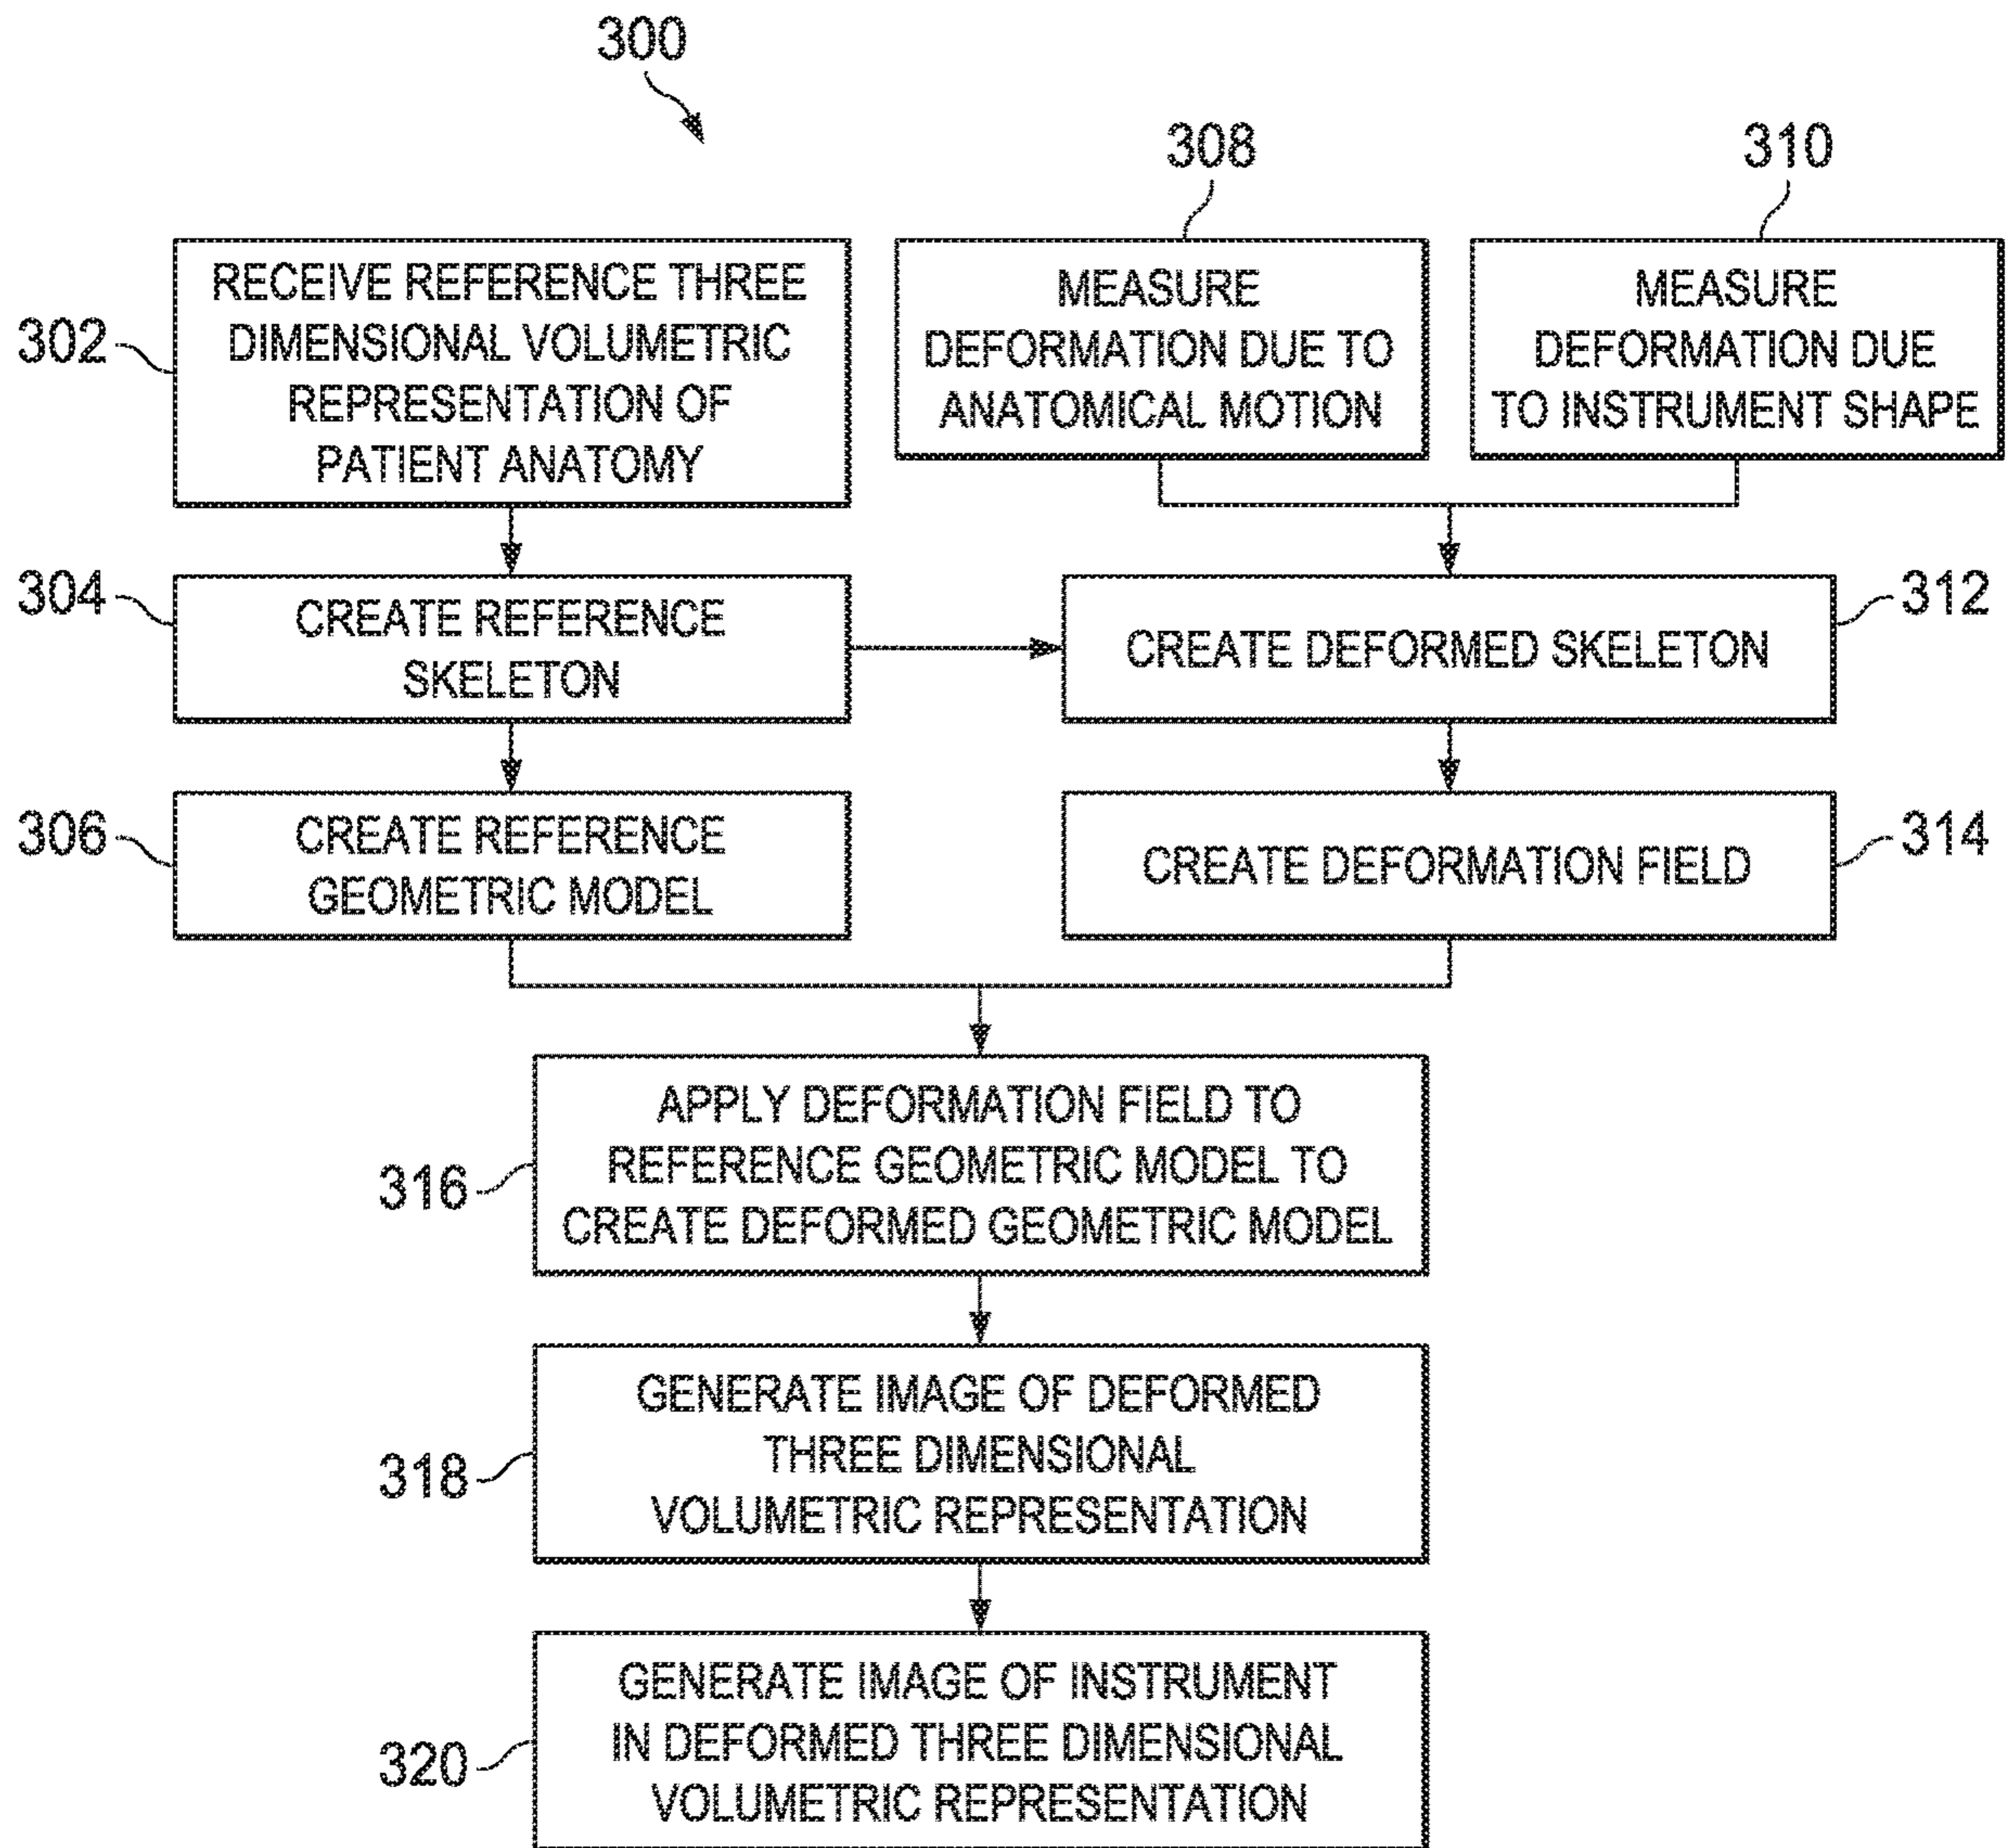 300
308
310
302
RECEIVE REFERENCE THREE
DIMENSIONAL VOLUMETRIC
REPRESENTATION OF
PATIENT ANATOMY
MEASURE
DEFORMATION DUE TO
ANATOMICAL MOTION
MEASURE
DEFORMATION DUE
TO INSTRUMENT SHAPE
304
CREATE REFERENCE
SKELETON
CREATE DEFORMED SKELETON
312
306
CREATE REFERENCE
GEOMETRIC MODEL
CREATE DEFORMATION FIELD
314
316
APPLY DEFORMATION FIELD TO
REFERENCE GEOMETRIC MODEL TO
CREATE DEFORMED GEOMETRIC MODEL
318
GENERATE IMAGE OF DEFORMED
THREE DIMENSIONAL
VOLUMETRIC REPRESENTATION
320
GENERATE IMAGE OF INSTRUMENT
IN DEFORMED THREE DIMENSIONAL
VOLUMETRIC REPRESENTATION